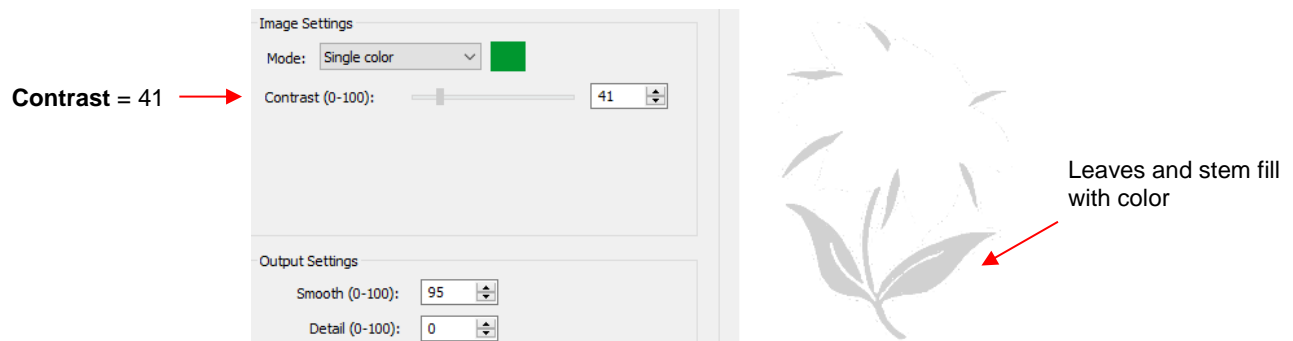 Image Settings
Mode: Single color
Contrast = 41
Contrast (0-100): 41
Leaves and stem fill
with color
Output Settings
Smooth (0-100): 95
Detail (0-100): 0